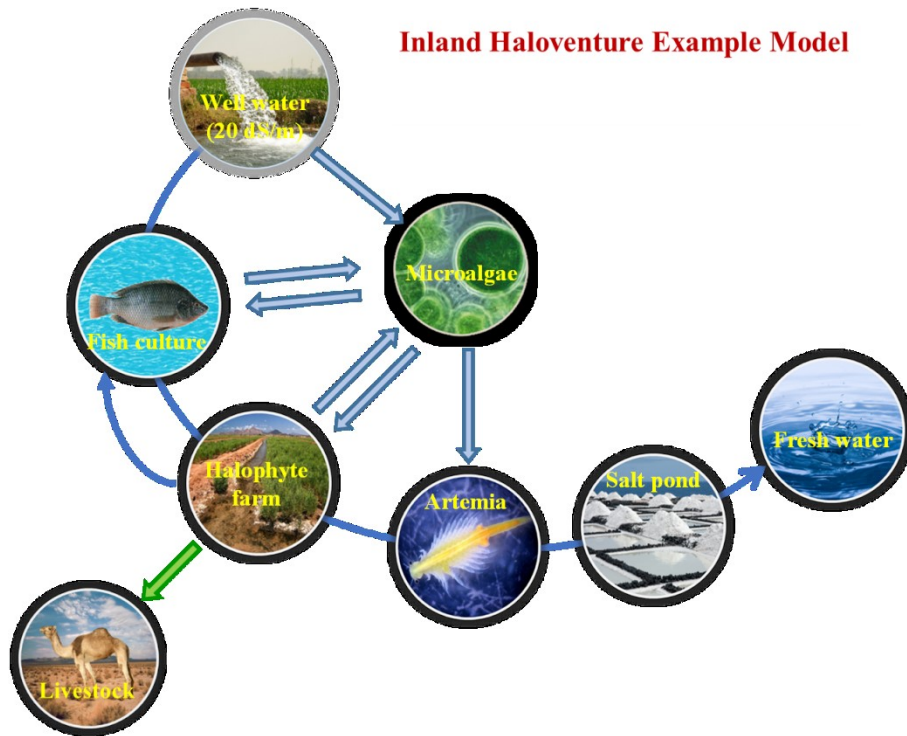 Inland Haloventure Example Model
Well water
(20 dS/m)
Microalgae
Fish culture
Halophyte
farm
Artemia
Salt pond
Fresh water
Livestock